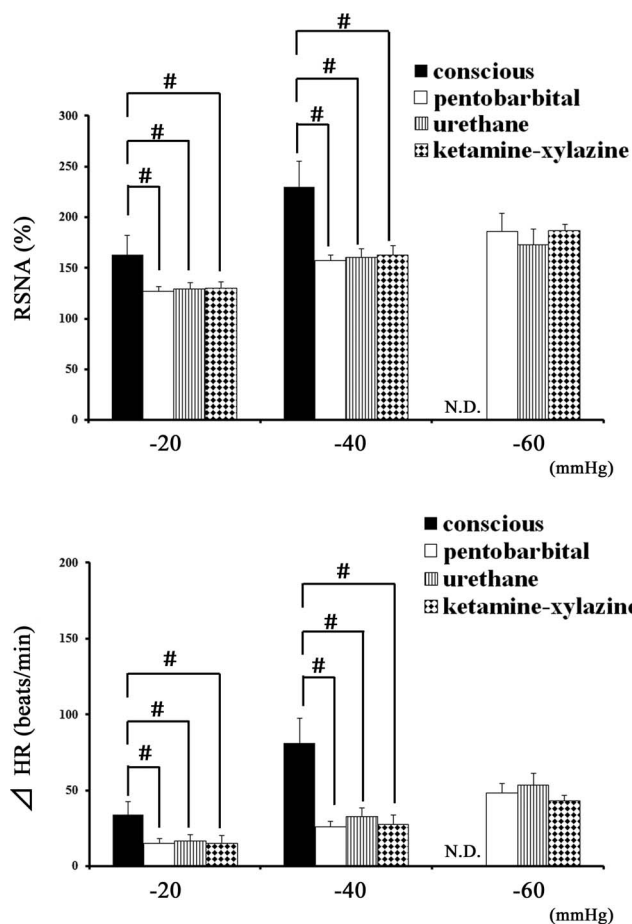 #
#
#
#
#
#
conscious
pentobarbital
urethane
ketamine-xylazine
300
250
200
150
100
50
0
RSNA (%)
N.D.
-20 -40 -60
(mmHg)
conscious
pentobarbital
urethane
ketamine-xylazine
#
#
#
#
#
#
200
150
100
50
0
⊿ HR (beats/min)
N.D.
-20 -40 -60
(mmHg)